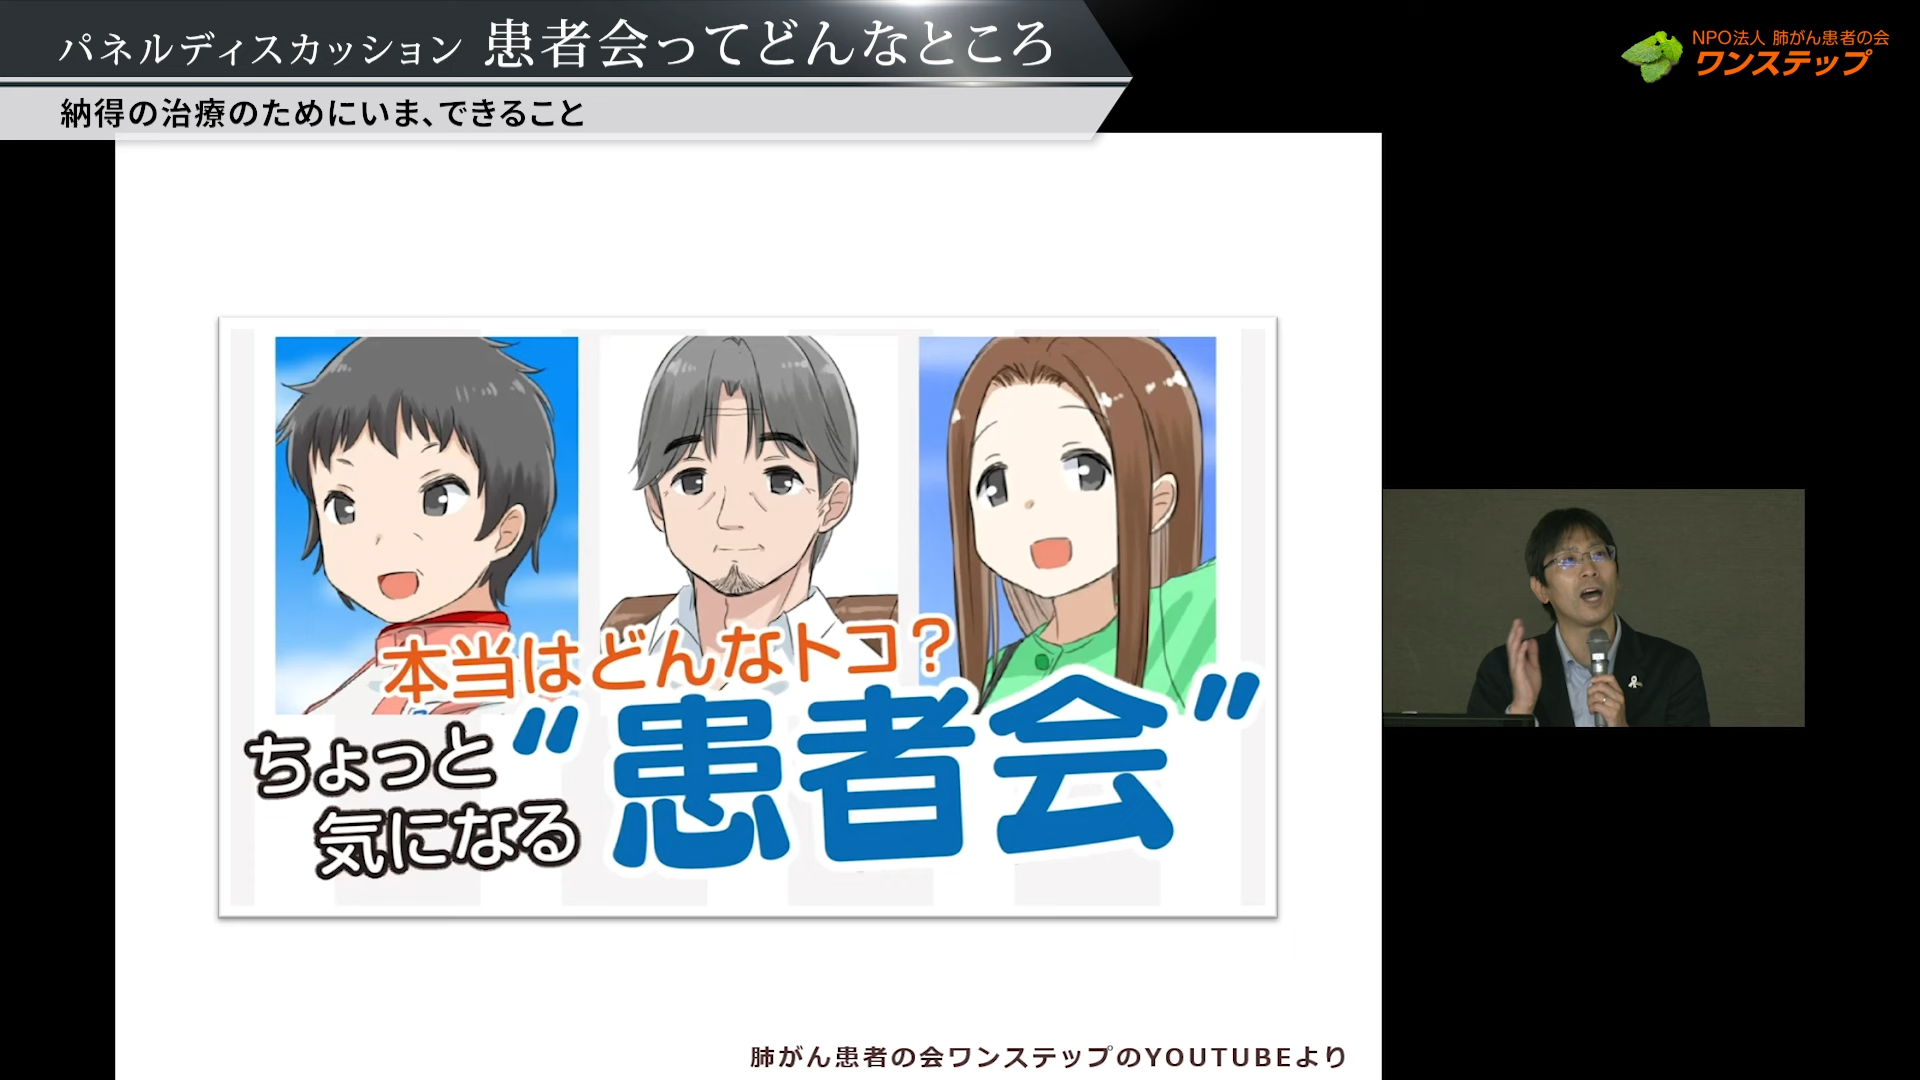 パネルディスカッション 患者会ってどんなところ
納得の治療のためにいま、できること
NPO法人 肺がん患者の会
ワンステップ
本当はどんなトコ？
ちょっと
気になる
“患者会”
肺がん患者の会ワンステップのYOUTUBEより